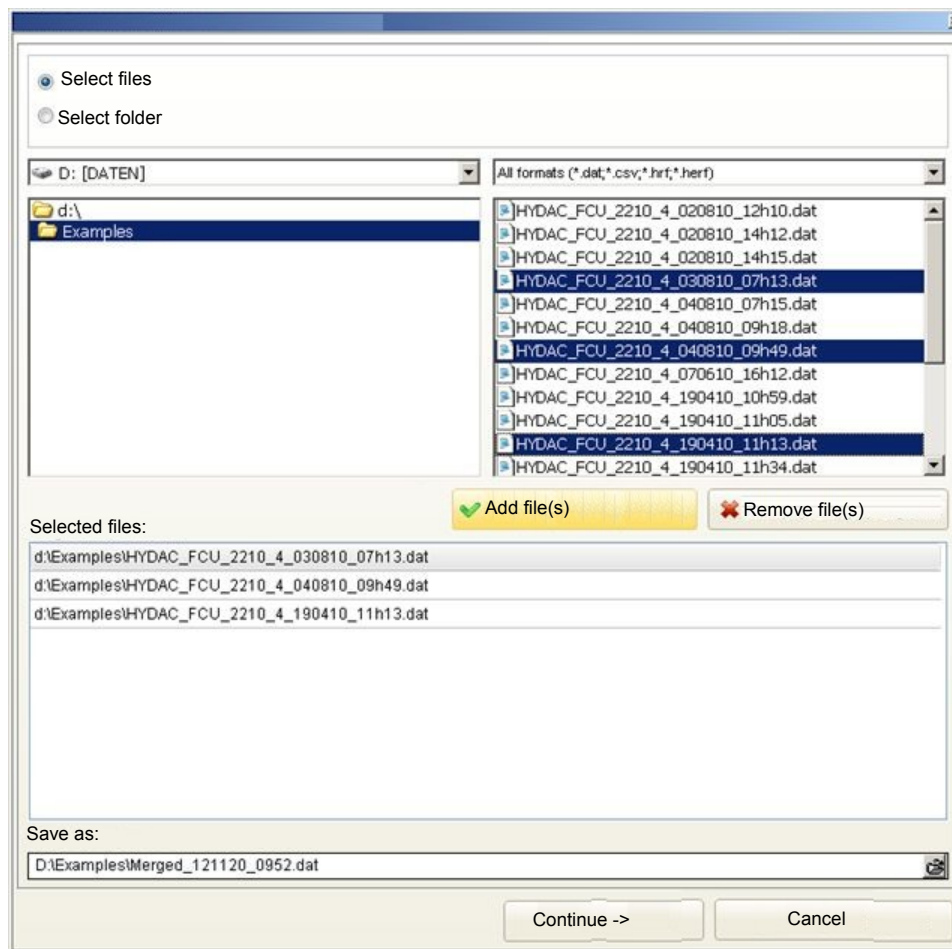 Select files
Select folder
D: [DATEN]
All formats (*.dat;*.csv;*.hrf;*.herf)
d:\
Examples
HYDAC_FCU_2210_4_020810_12h10.dat
HYDAC_FCU_2210_4_020810_14h12.dat
HYDAC_FCU_2210_4_020810_14h15.dat
HYDAC_FCU_2210_4_030810_07h13.dat
HYDAC_FCU_2210_4_040810_07h15.dat
HYDAC_FCU_2210_4_040810_09h18.dat
HYDAC_FCU_2210_4_040810_09h49.dat
HYDAC_FCU_2210_4_070610_16h12.dat
HYDAC_FCU_2210_4_190410_10h59.dat
HYDAC_FCU_2210_4_190410_11h05.dat
HYDAC_FCU_2210_4_190410_11h13.dat
HYDAC_FCU_2210_4_190410_11h34.dat
Add file(s)
Remove file(s)
Selected files:
d:\Examples\HYDAC_FCU_2210_4_030810_07h13.dat
d:\Examples\HYDAC_FCU_2210_4_040810_09h49.dat
d:\Examples\HYDAC_FCU_2210_4_190410_11h13.dat
Save as:
D:\Examples\Merged_121120_0952.dat
Continue ->
Cancel